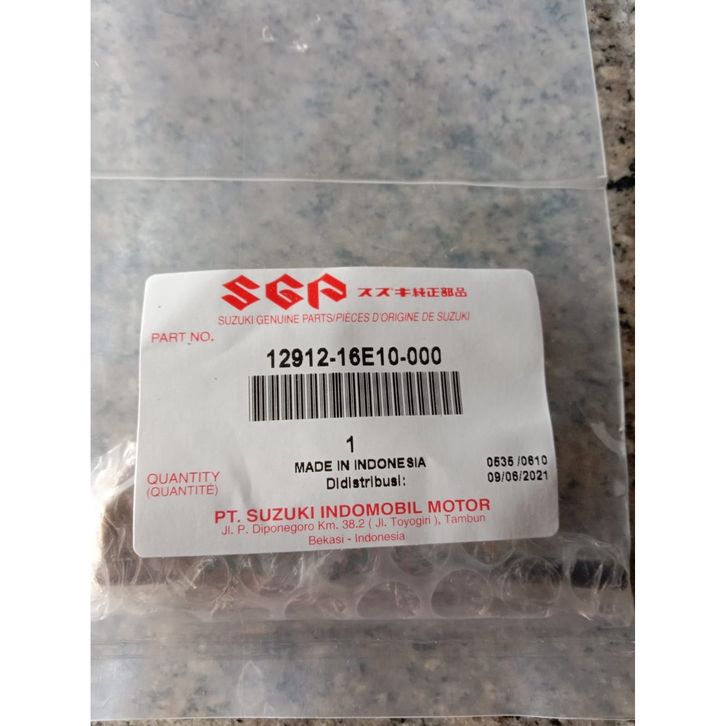 SGP スズキ純正部品
SUZUKI GENUINE PARTS/PIÈCES D'ORIGINE DE SUZUKI
PART NO.
12912-16E10-000
1
MADE IN INDONESIA
0535 /0610
QUANTITY
Didistribusi:
09/06/2021
(QUANTITÉ)
PT. SUZUKI INDOMOBIL MOTOR
Jl. P. Diponegoro Km. 38.2 ( Jl. Toyogiri ), Tambun
Bekasi - Indonesia